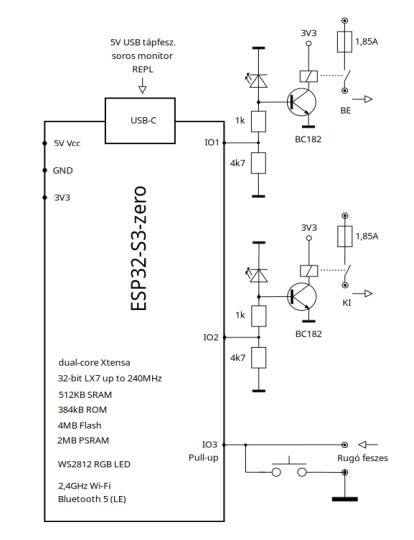 5V USB tápfesz.
soros monitor
REPL
USB-C
5V Vcc
GND
3V3
ESP32-S3-zero
dual-core Xtensa
32-bit LX7 up to 240MHz
512KB SRAM
384kB ROM
4MB Flash
2MB PSRAM
WS2812 RGB LED
2,4GHz Wi-Fi
Bluetooth 5 (LE)
IO1
1k
4k7
3V3
1,85A
BE
BC182
IO2
1k
4k7
3V3
1,85A
KI
BC182
IO3
Pull-up
Rugó feszes